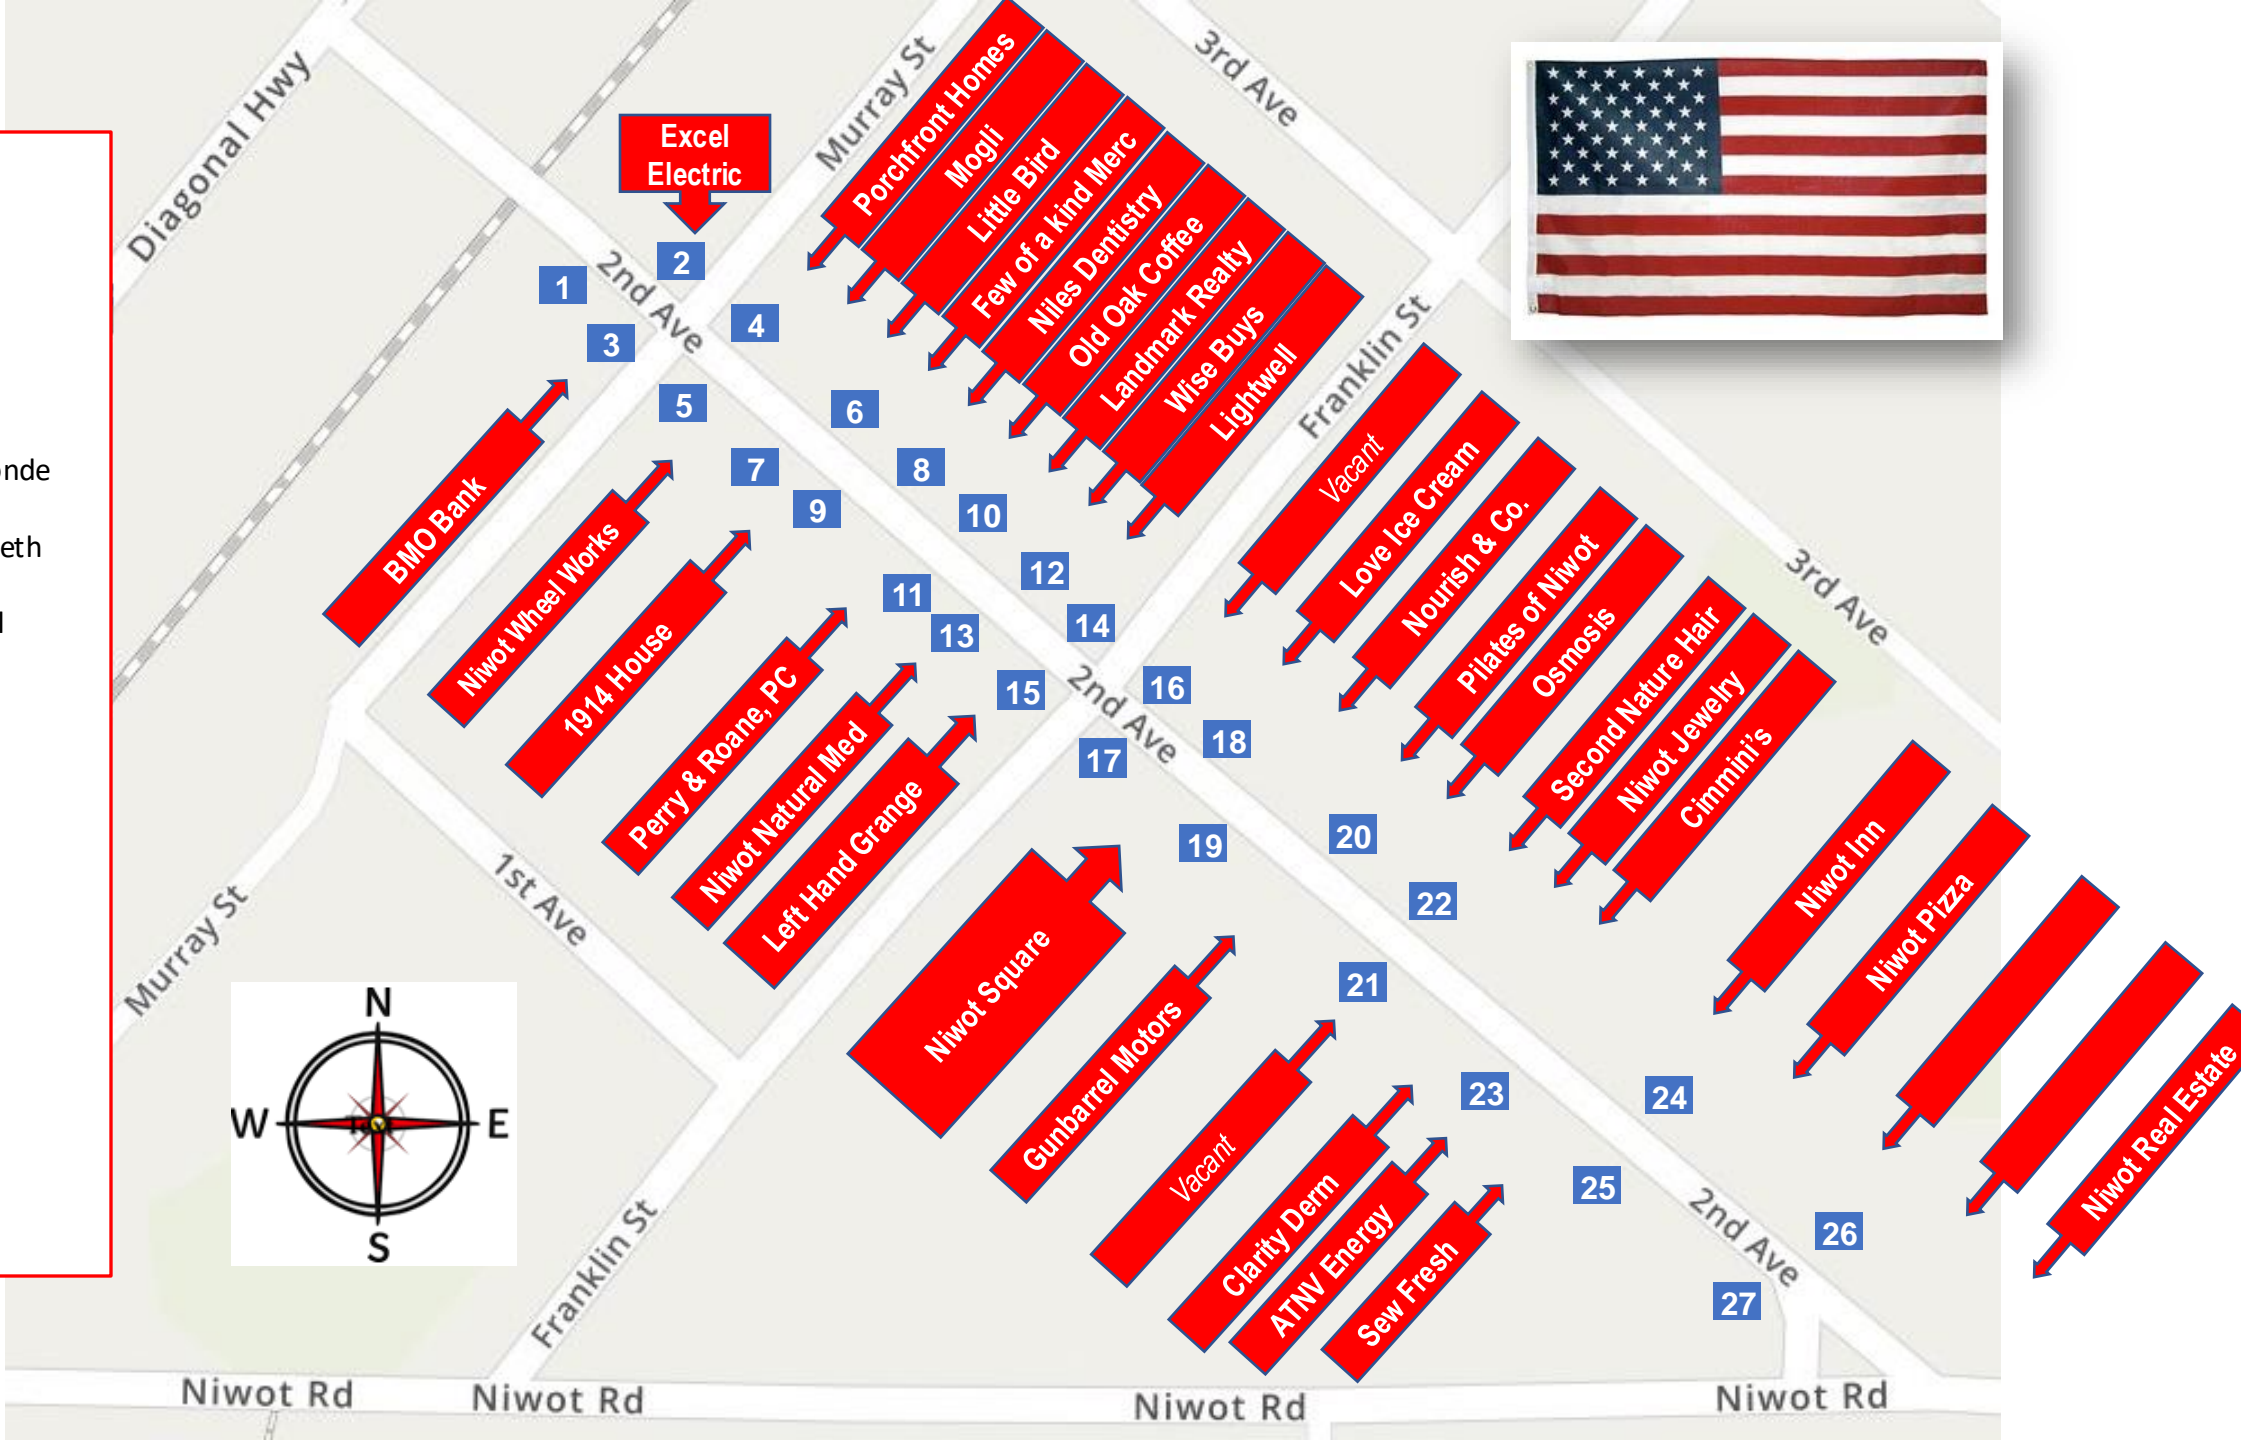 Diagonal Hwy
Murray St
3rd Ave
Excel
Electric
Porchfront Homes
Mogli
Little Bird
Few of a kind Merc
Niles Dentistry
Old Oak Coffee
Landmark Realty
Wise Buys
Lightwell
2nd Ave
1
2
3
4
5
6
7
8
9
10
11
12
13
14
15
16
17
18
19
20
21
22
23
24
25
26
27
Franklin St
Vacant
Love Ice Cream
Nourish & Co.
Pilates of Niwot
Osmosis
Second Nature Hair
Niwot Jewelry
Cimmini's
Niwot Inn
Niwot Pizza
Niwot Real Estate
3rd Ave
onde
eth
BMO Bank
Niwot Wheel Works
1914 House
Perry & Roane, PC
Niwot Natural Med
Left Hand Grange
2nd Ave
Niwot Square
Gunbarrel Motors
Vacant
Clarity Derm
ATNV Energy
Sew Fresh
2nd Ave
1st Ave
Murray St
N
W
E
S
Franklin St
Niwot Rd
Niwot Rd
Niwot Rd
Niwot Rd